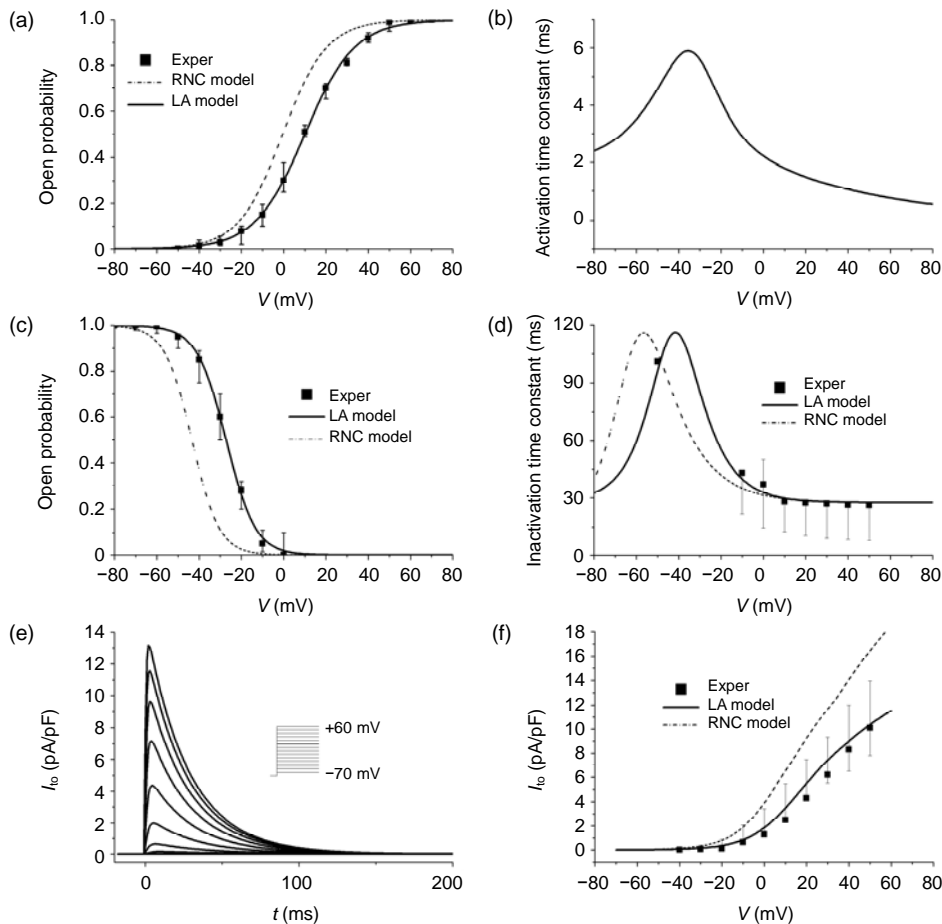 (a)
Open probability
1.0
0.8
0.6
0.4
0.2
0
Exper
RNC model
LA model
−80 −60 −40 −20 0 20 40 60 80
V (mV)
(b)
Activation time constant (ms)
6
4
2
0
−80 −60 −40 −20 0 20 40 60 80
V (mV)
(c)
Open probability
1.0
0.8
0.6
0.4
0.2
0
Exper
LA model
RNC model
−80 −60 −40 −20 0 20 40 60 80
V (mV)
(d)
Inactivation time constant (ms)
120
90
60
30
0
Exper
LA model
RNC model
−80 −60 −40 −20 0 20 40 60 80
V (mV)
(e)
Ito (pA/pF)
14
12
10
8
6
4
2
0
+60 mV
−70 mV
0 100 200
t (ms)
(f)
Ito (pA/pF)
18
16
14
12
10
8
6
4
2
0
Exper
LA model
RNC model
−80 −60 −40 −20 0 20 40 60 80
V (mV)